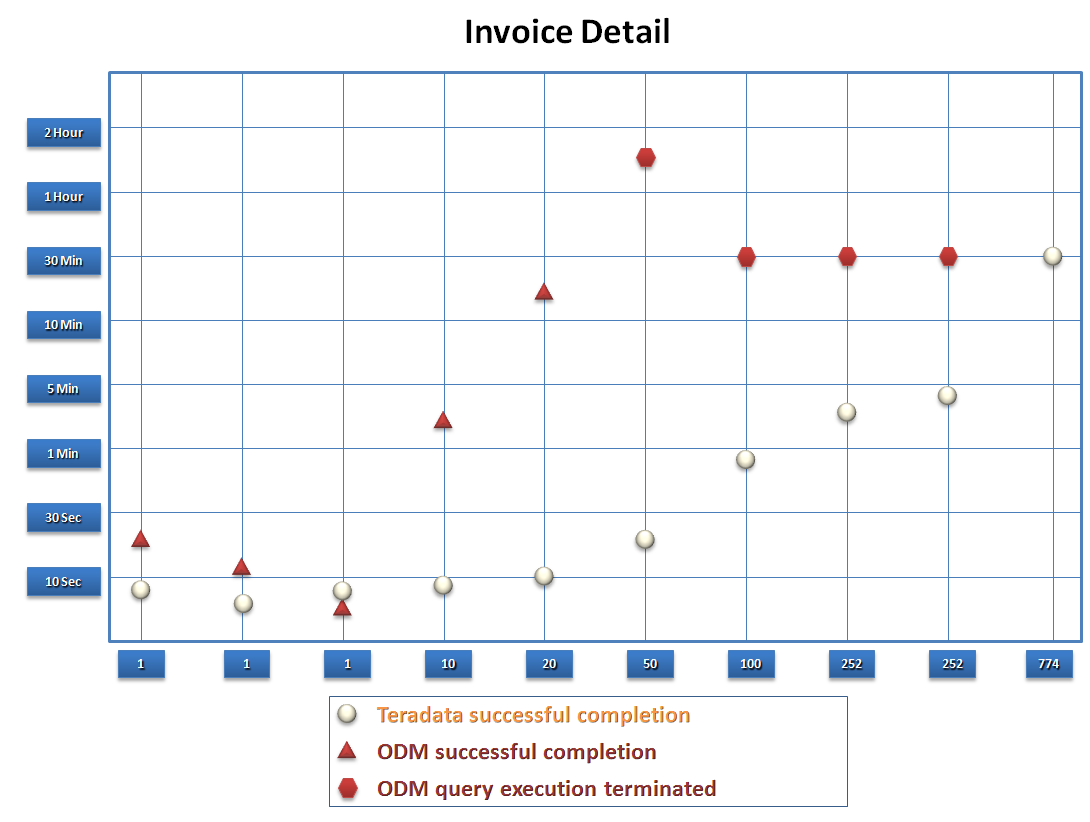 Invoice Detail
2 Hour
1 Hour
30 Min
10 Min
5 Min
1 Min
30 Sec
10 Sec
1 1 1 10 20 50 100 252 252 774
Teradata successful completion
ODM successful completion
ODM query execution terminated